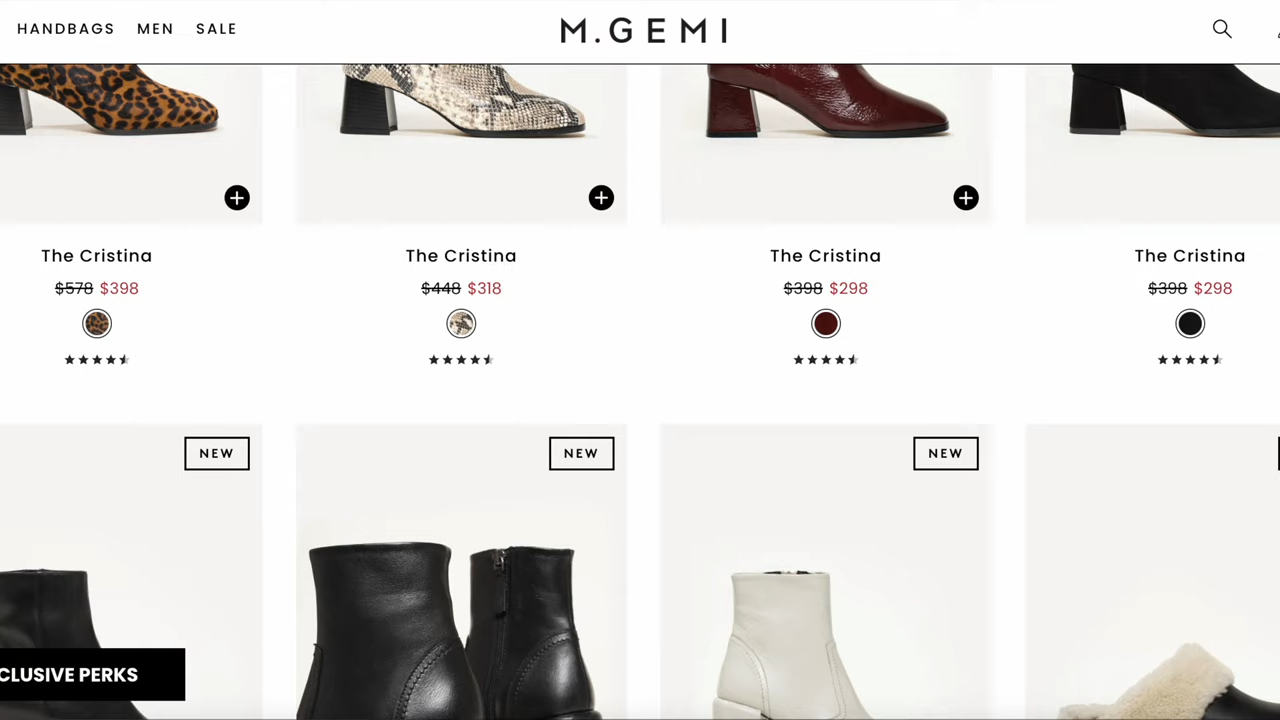 HANDBAGS MEN SALE
M.GEMI
The Cristina
$578 $398
The Cristina
$448 $318
The Cristina
$398 $298
The Cristina
$398 $298
NEW
NEW
NEW
CLUSIVE PERKS